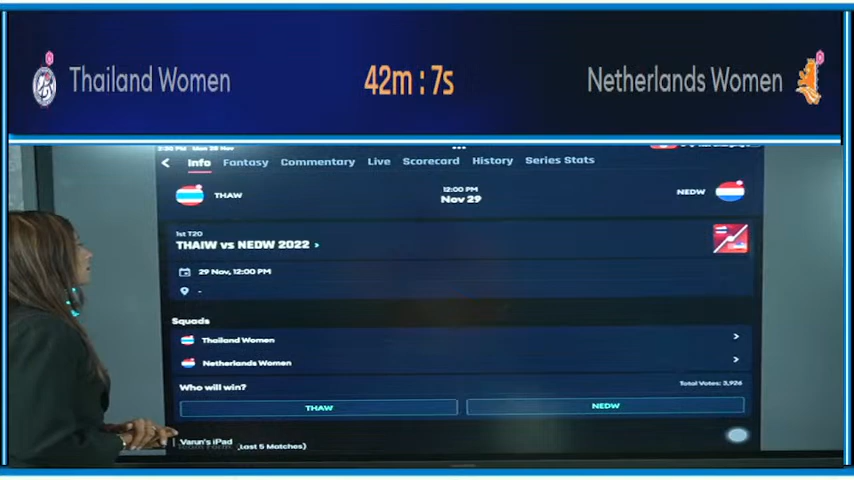 Thailand Women 42m : 7s Netherlands Women
Info Fantasy Commentary Live Scorecard History Series Stats
THAW 12:00 PM NEDW
Nov 29
1st T20
THAIW vs NEDW 2022 >
29 Nov, 12:00 PM
-
Squads
Thailand Women >
Netherlands Women >
Who will win? Total Votes: 3,926
THAW NEDW
Varun's iPad
(Last 5 Matches)